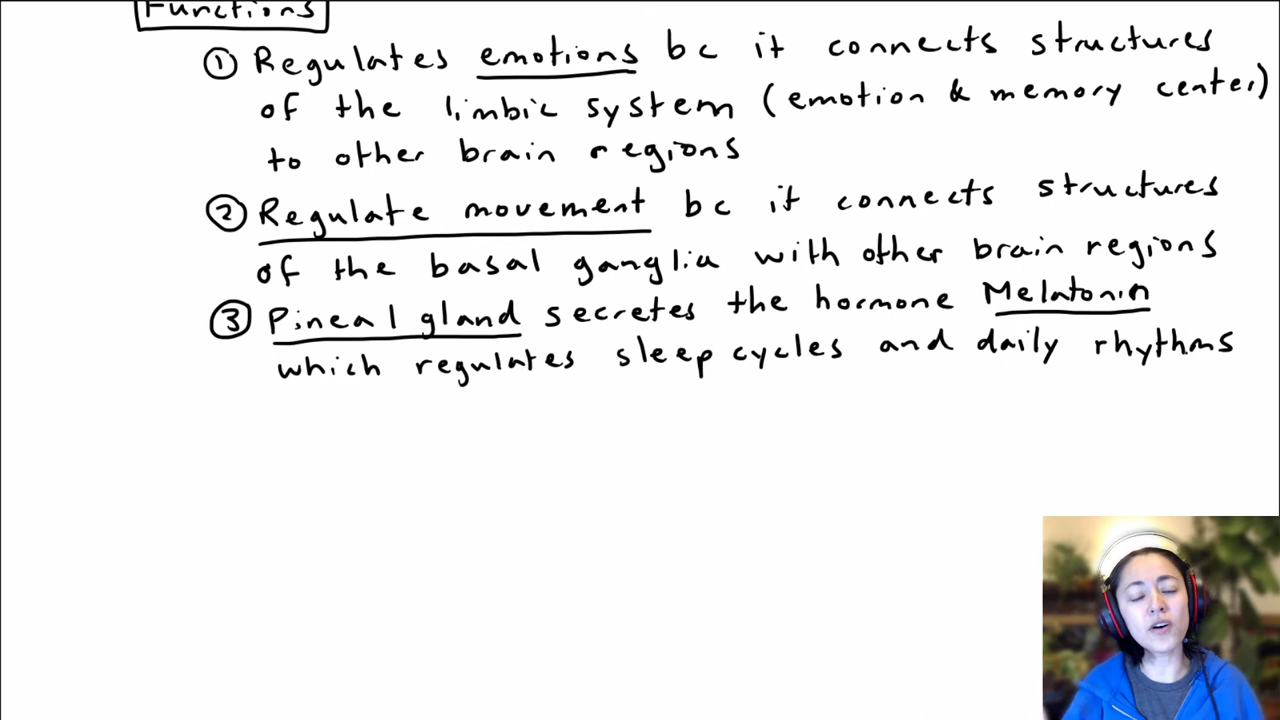 Functions
① Regulates emotions bc it connects structures
of the limbic system (emotion & memory center)
to other brain regions
② Regulate movement bc it connects structures
of the basal ganglia with other brain regions
③ Pineal gland secretes the hormone Melatonin
which regulates sleep cycles and daily rhythms